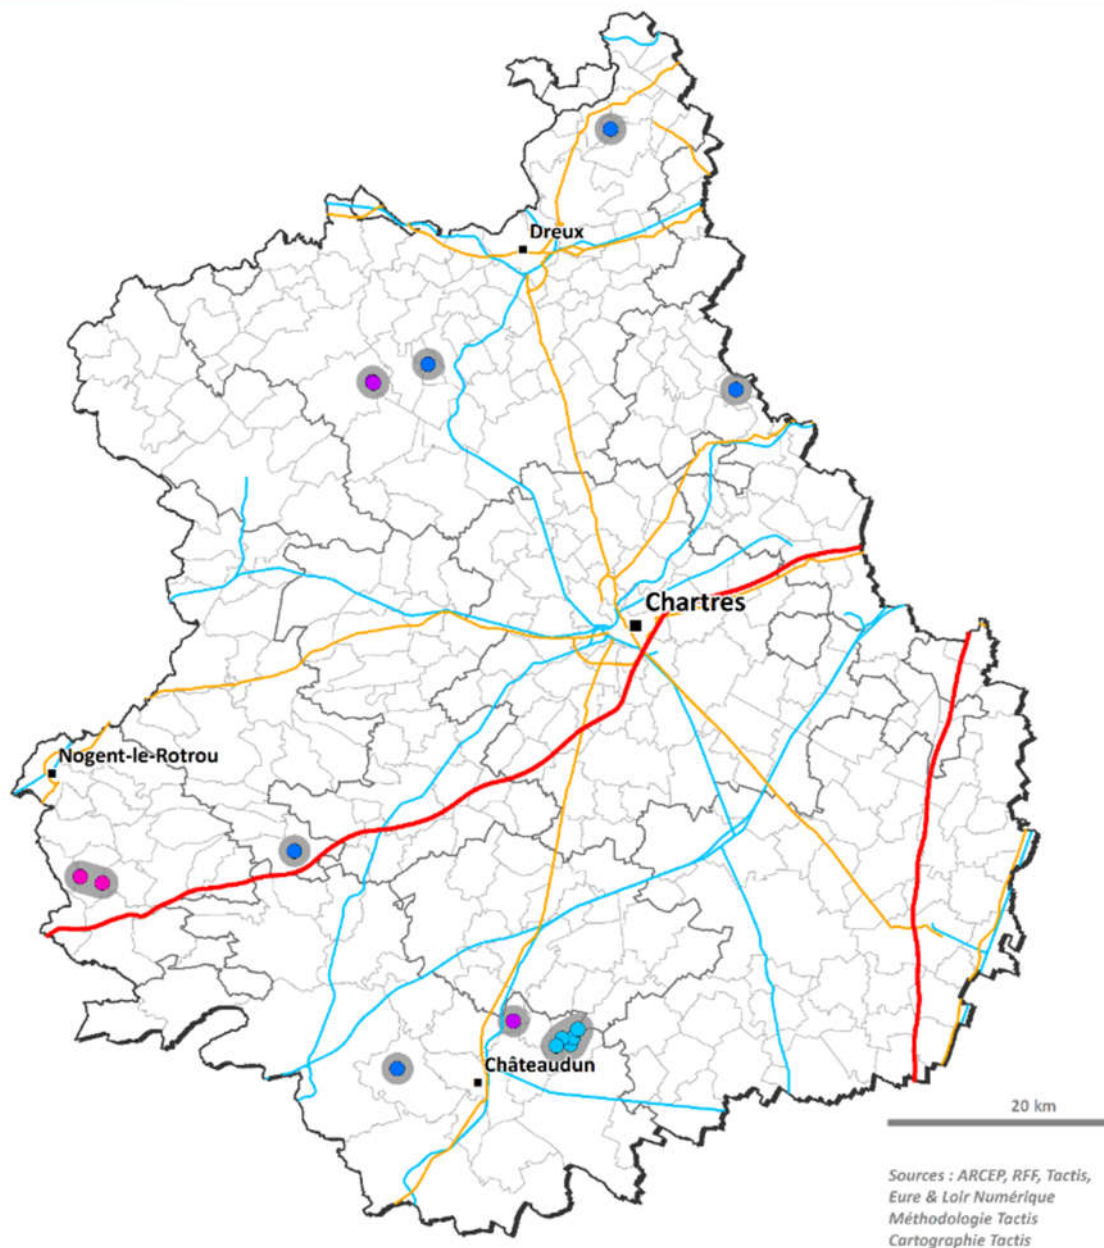 Dreux
Chartres
Nogent-le-Rotrou
Châteaudun
20 km
Sources : ARCEP, RFF, Tactis,
Eure & Loir Numérique
Méthodologie Tactis
Cartographie Tactis